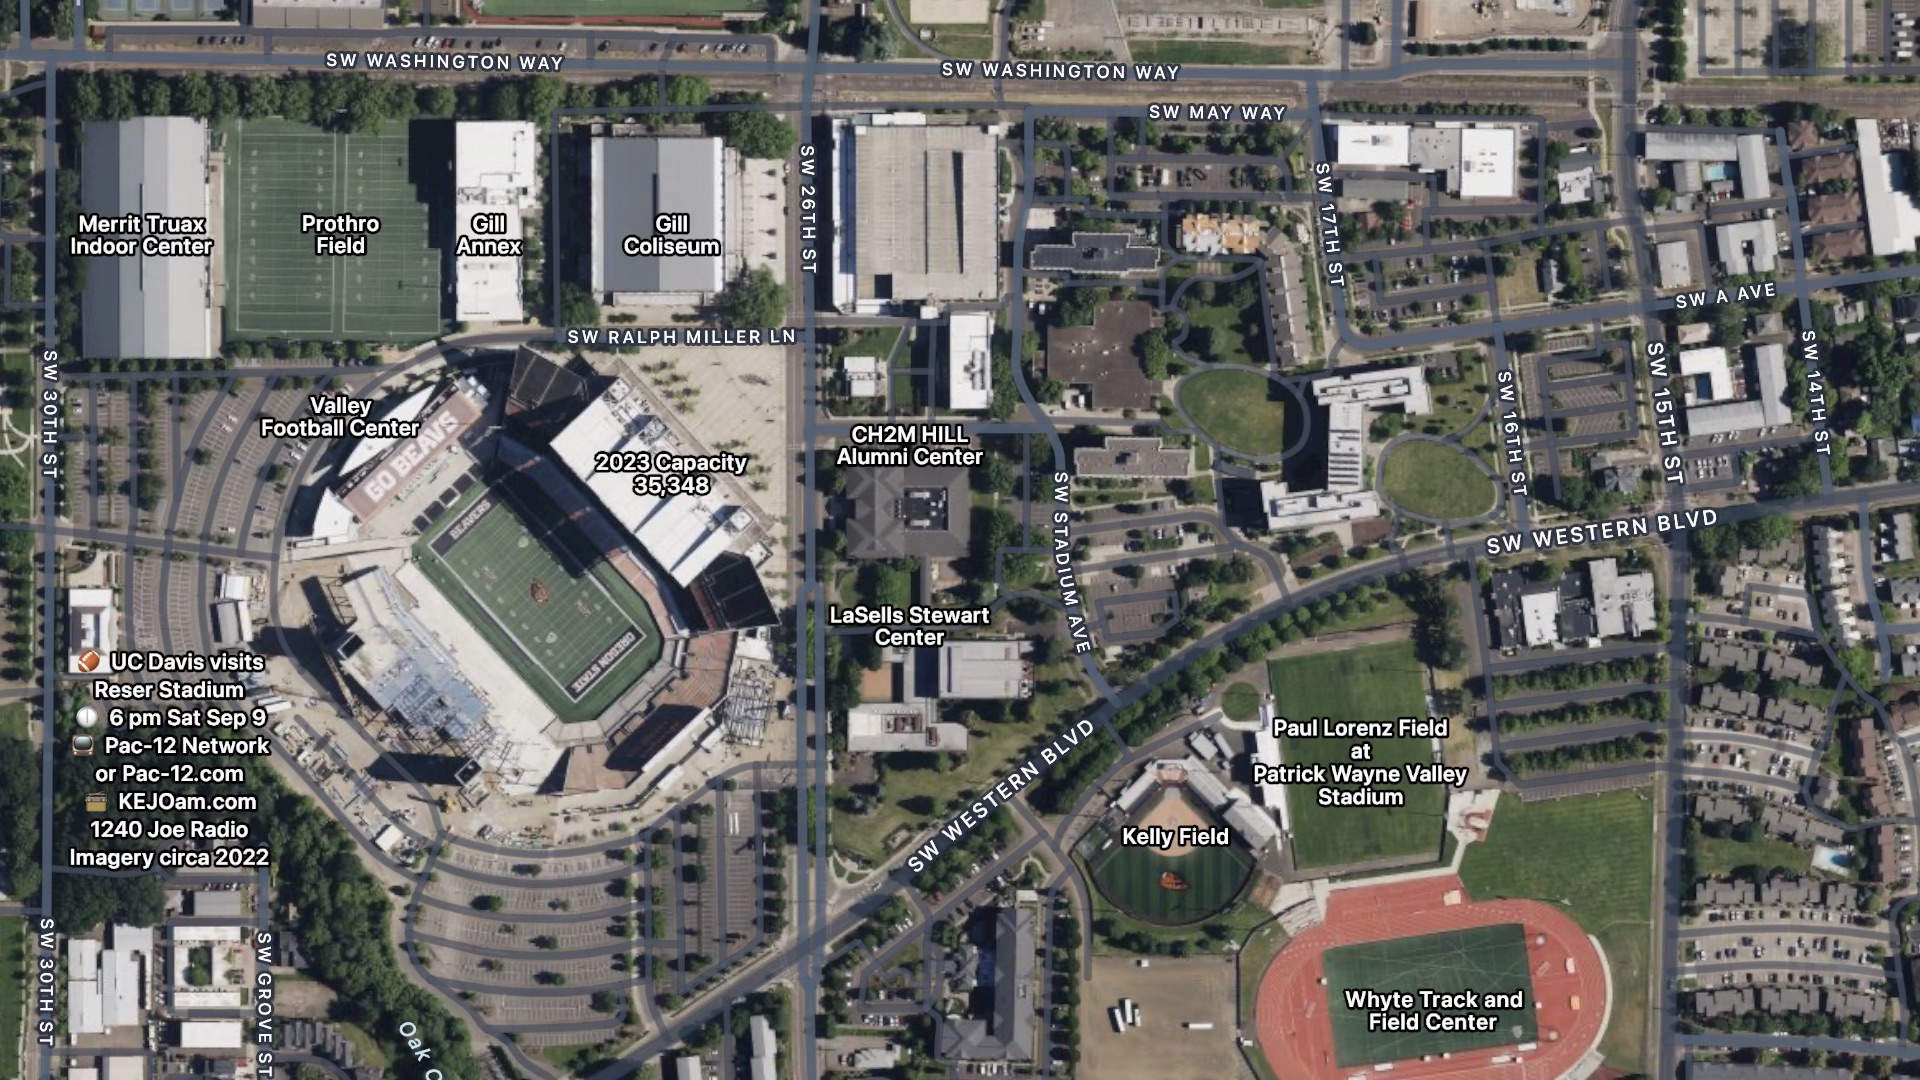 SW WASHINGTON WAY
SW WASHINGTON WAY
SW MAY WAY
SW 26TH ST
SW 17TH ST
Merrit Truax
Indoor Center
Prothro
Field
Gill
Annex
Gill
Coliseum
SW A AVE
SW RALPH MILLER LN
SW 30TH ST
SW 15TH ST
SW 14TH ST
SW 16TH ST
Valley
Football Center
GO BEAVS
CH2M HILL
Alumni Center
2023 Capacity
35,348
BEAVERS
SW STADIUM AVE
SW WESTERN BLVD
LaSells Stewart
Center
OREGON STATE
🏈 UC Davis visits
Reser Stadium
🕕 6 pm Sat Sep 9
📺 Pac-12 Network
or Pac-12.com
📻 KEJOam.com
1240 Joe Radio
Imagery circa 2022
Paul Lorenz Field
at
Patrick Wayne Valley
Stadium
SW WESTERN BLVD
Kelly Field
SW 30TH ST
SW GROVE ST
Oak C
Whyte Track and
Field Center